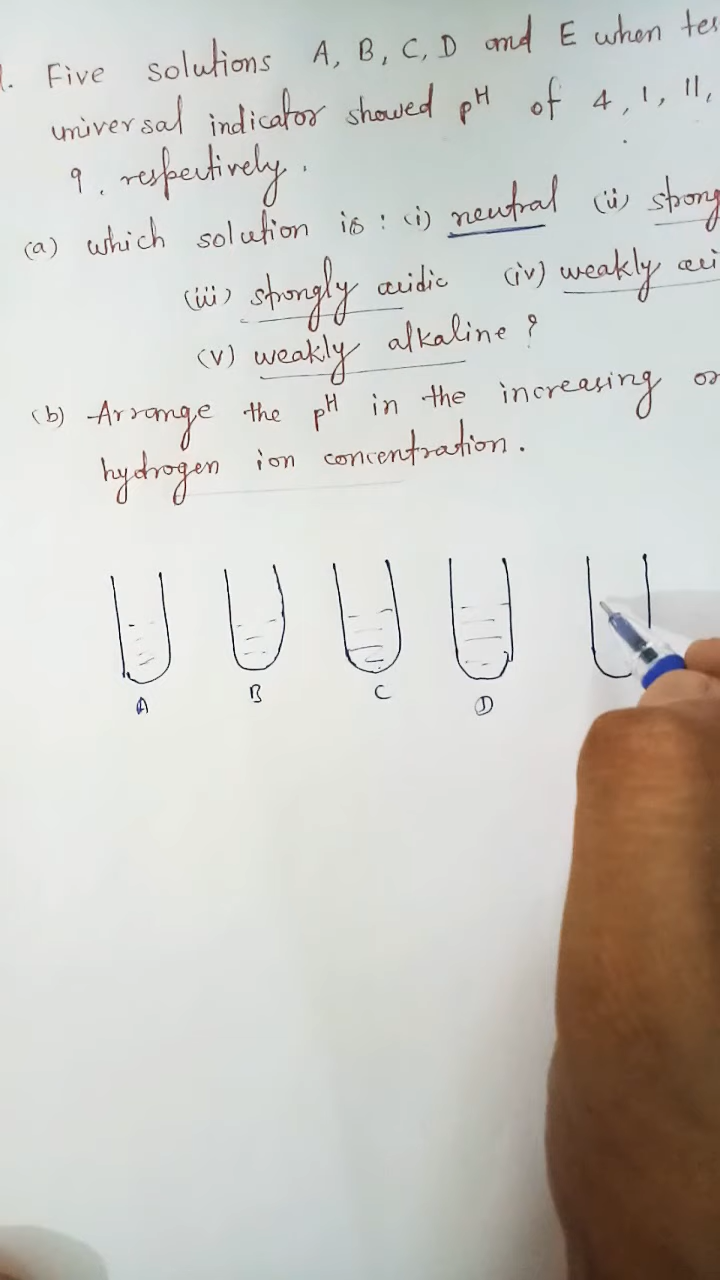 1. Five solutions A, B, C, D and E when tes
universal indicator showed pH of 4, 1, 11,
9, respectively.
(a) which solution is : (i) neutral (ii) strong
(iii) strongly acidic (iv) weakly aci
(v) weakly alkaline ?
(b) Arrange the pH in the increasing or
hydrogen ion concentration.
A B C D